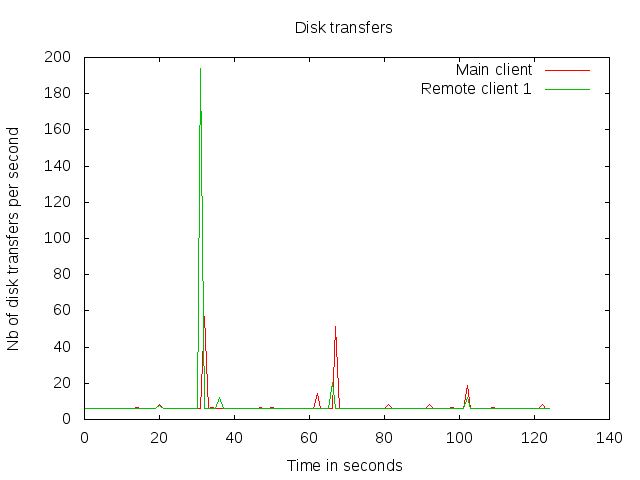 Disk transfers
Main client
Remote client 1
Nb of disk transfers per second
200
180
160
140
120
100
80
60
40
20
0
0 20 40 60 80 100 120 140
Time in seconds